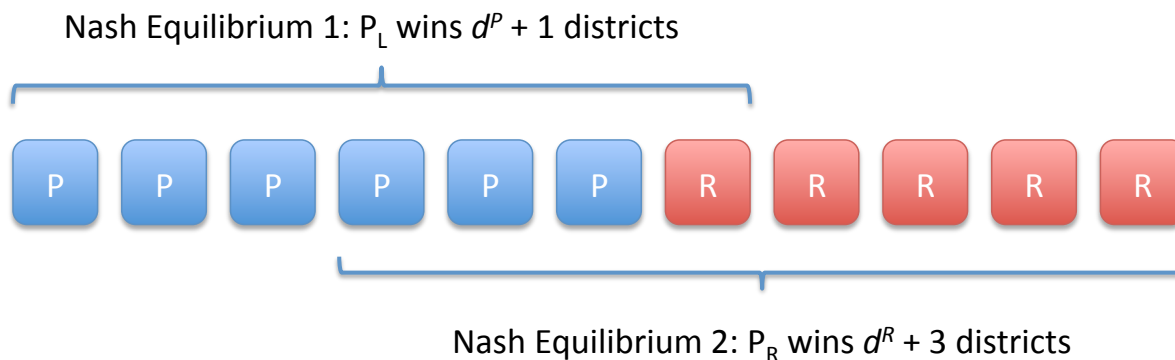 Nash Equilibrium 1: P_L wins d^P + 1 districts
P P P P P P R R R R R
Nash Equilibrium 2: P_R wins d^R + 3 districts